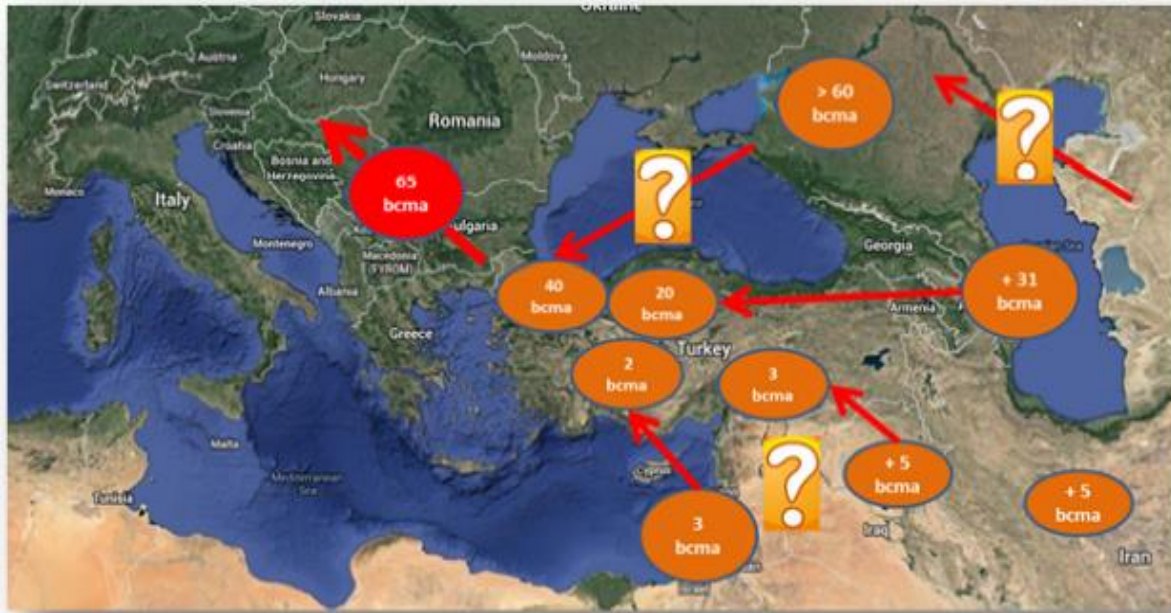 Ukraine
Slovakia
Austria
Moldova
Switzerland
Hungary
Slovenia
Romania
Croatia
Bosnia and
Herzegovina
Monaco
Italy
Montenegro
Macedonia
(FYROM)
Albania
Greece
ulgaria
Georgia
Armenia
Turkey
Malta
Mediterranean
Sea
Tunisia
Cyprus
Iraq
Iran
Israel
> 60
bcma
?
?
65
bcma
40
bcma
20
bcma
+ 31
bcma
2
bcma
3
bcma
?
+ 5
bcma
+ 5
bcma
3
bcma